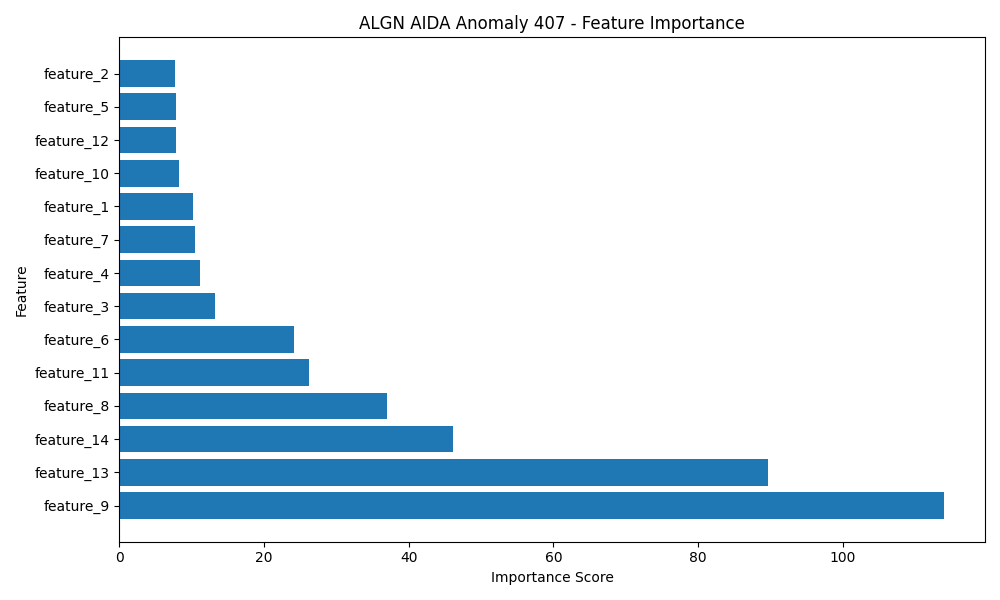 ALGN AIDA Anomaly 407 - Feature Importance
feature_2
feature_5
feature_12
feature_10
feature_1
feature_7
feature_4
feature_3
feature_6
feature_11
feature_8
feature_14
feature_13
feature_9
Feature
0 20 40 60 80 100
Importance Score